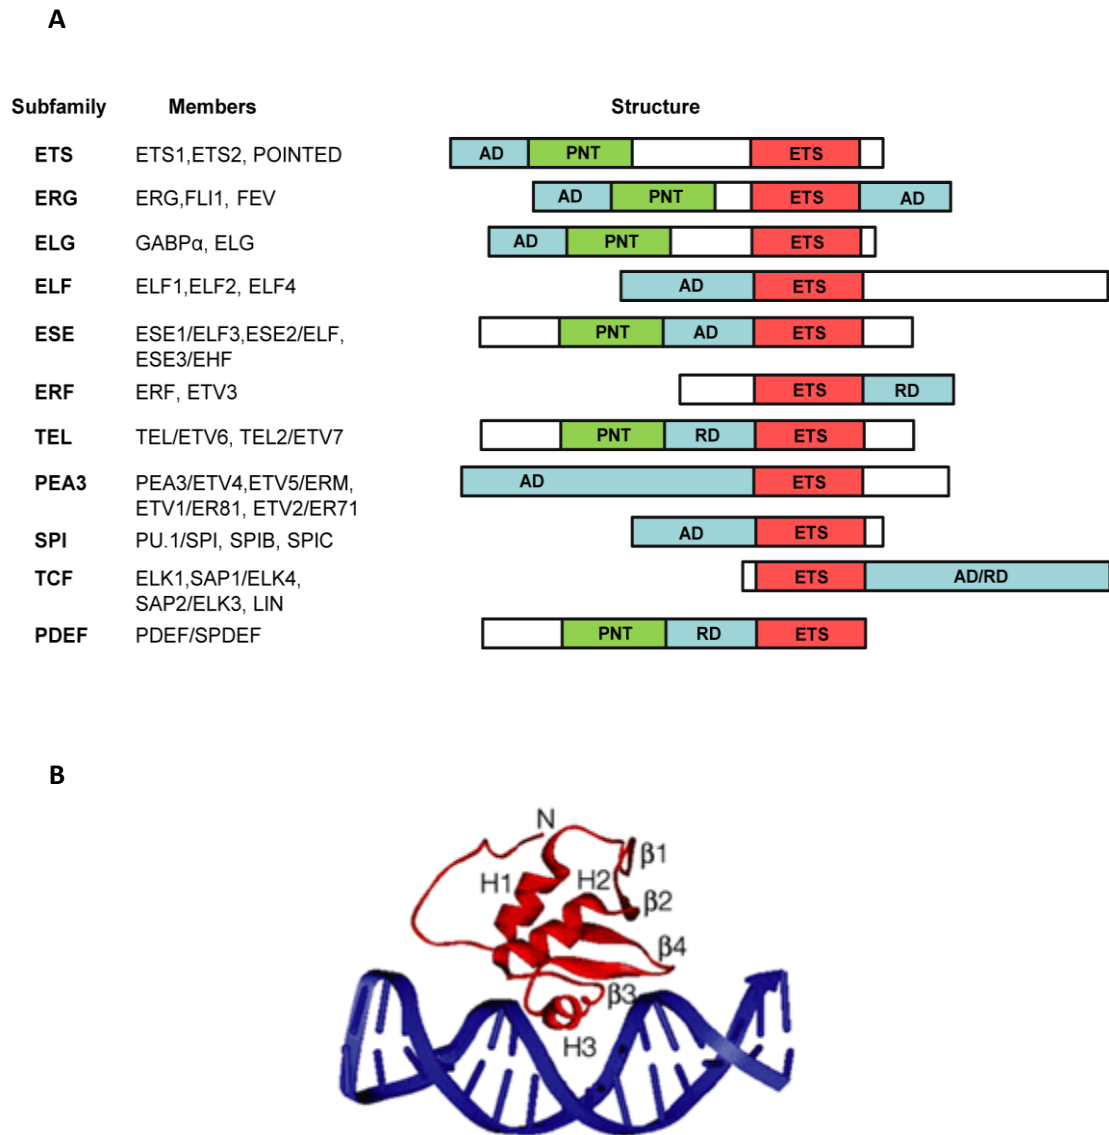 A
Subfamily Members Structure
ETS ETS1,ETS2, POINTED AD PNT ETS
ERG ERG,FLI1, FEV AD PNT ETS AD
ELG GABPα, ELG AD PNT ETS
ELF ELF1,ELF2, ELF4 AD ETS
ESE ESE1/ELF3,ESE2/ELF, PNT AD ETS
ESE3/EHF
ERF ERF, ETV3 ETS RD
TEL TEL/ETV6, TEL2/ETV7 PNT RD ETS
PEA3 PEA3/ETV4,ETV5/ERM, AD ETS
ETV1/ER81, ETV2/ER71
SPI PU.1/SPI, SPIB, SPIC AD ETS
TCF ELK1,SAP1/ELK4, ETS AD/RD
SAP2/ELK3, LIN
PDEF PDEF/SPDEF PNT RD ETS
B
N
β1
H1 H2
β2
β4
β3
H3